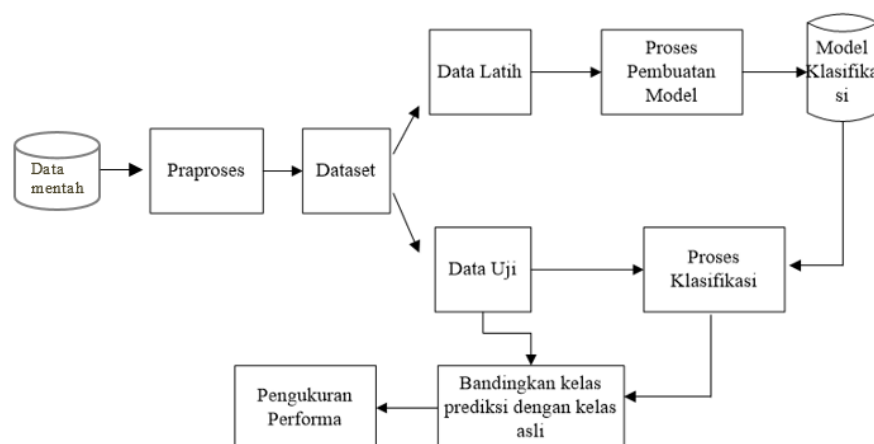 Data
mentah
Praproses
Dataset
Data Latih
Proses
Pembuatan
Model
Model
Klasifika
si
Data Uji
Proses
Klasifikasi
Bandingkan kelas
prediksi dengan kelas
asli
Pengukuran
Performa